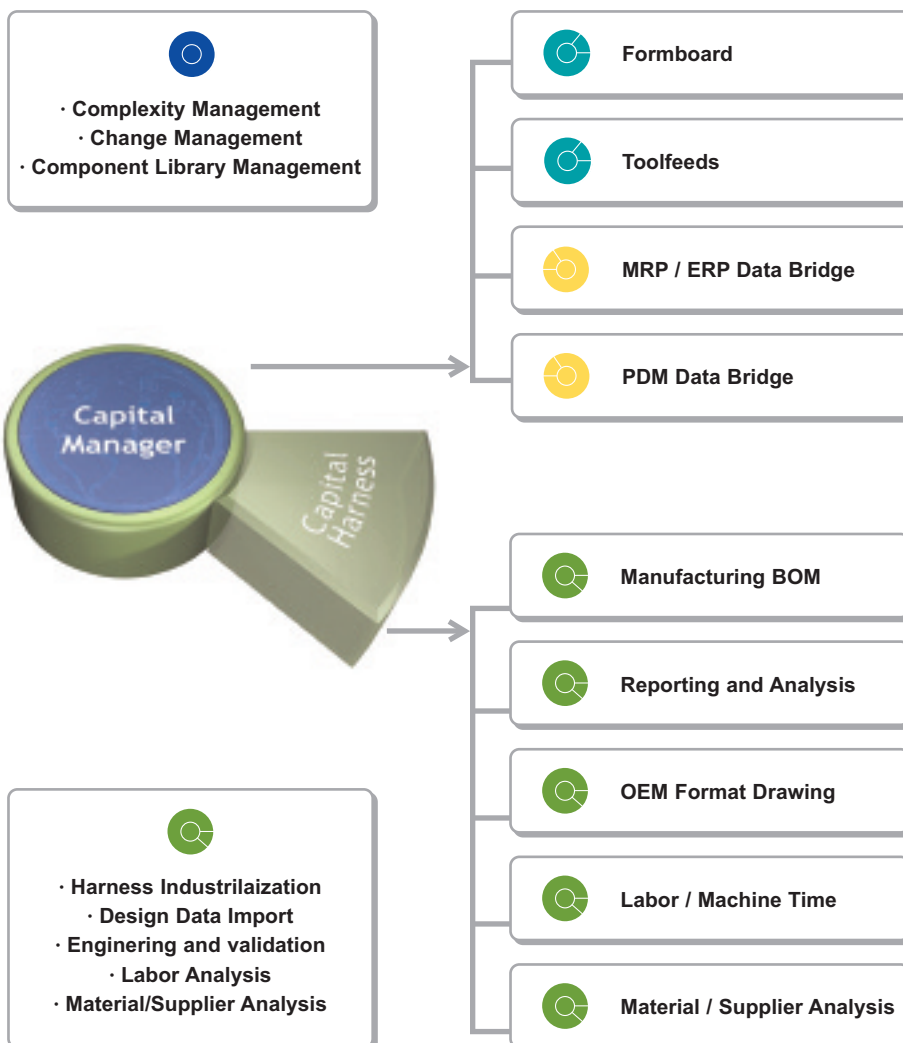 · Complexity Management
· Change Management
· Component Library Management
Formboard
Toolfeeds
MRP / ERP Data Bridge
PDM Data Bridge
Capital
Manager
Capital
Harness
Manufacturing BOM
Reporting and Analysis
OEM Format Drawing
Labor / Machine Time
Material / Supplier Analysis
· Harness Industrilaization
· Design Data Import
· Enginering and validation
· Labor Analysis
· Material/Supplier Analysis